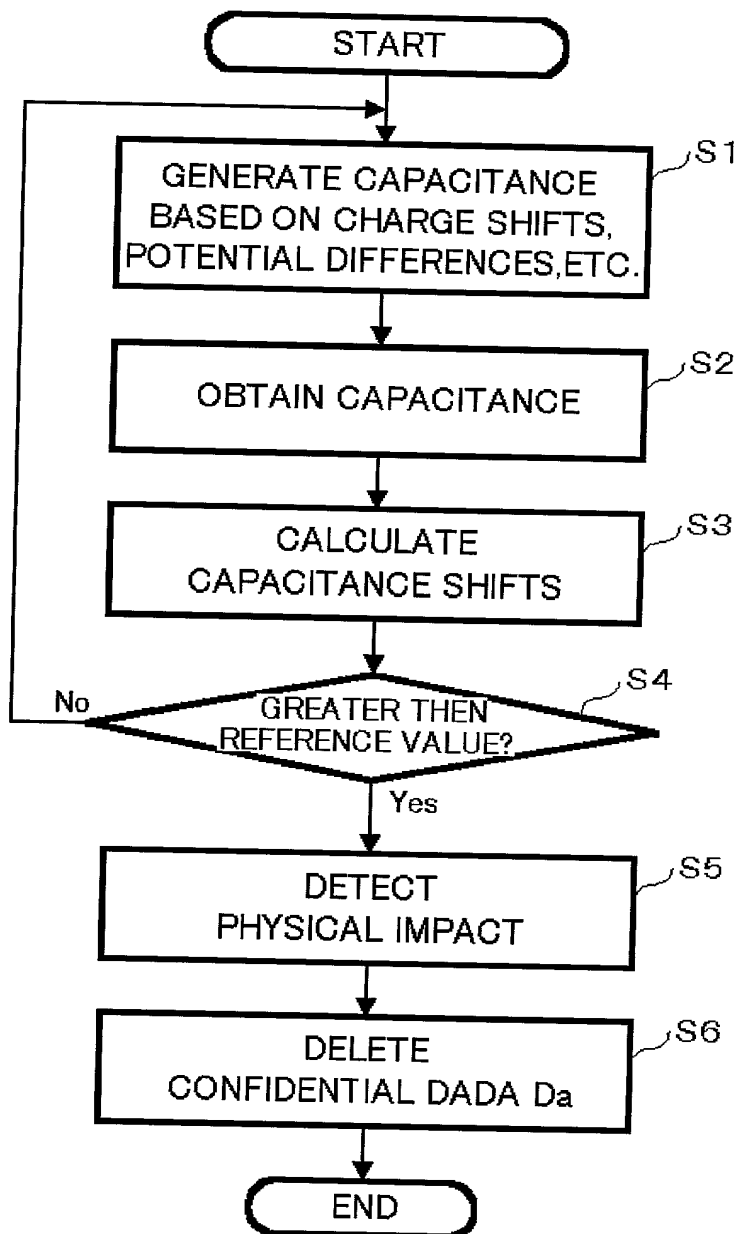 START
S1
GENERATE CAPACITANCE
BASED ON CHARGE SHIFTS,
POTENTIAL DIFFERENCES,ETC.
S2
OBTAIN CAPACITANCE
S3
CALCULATE
CAPACITANCE SHIFTS
S4
No
GREATER THEN
REFERENCE VALUE?
Yes
S5
DETECT
PHYSICAL IMPACT
S6
DELETE
CONFIDENTIAL DADA Da
END